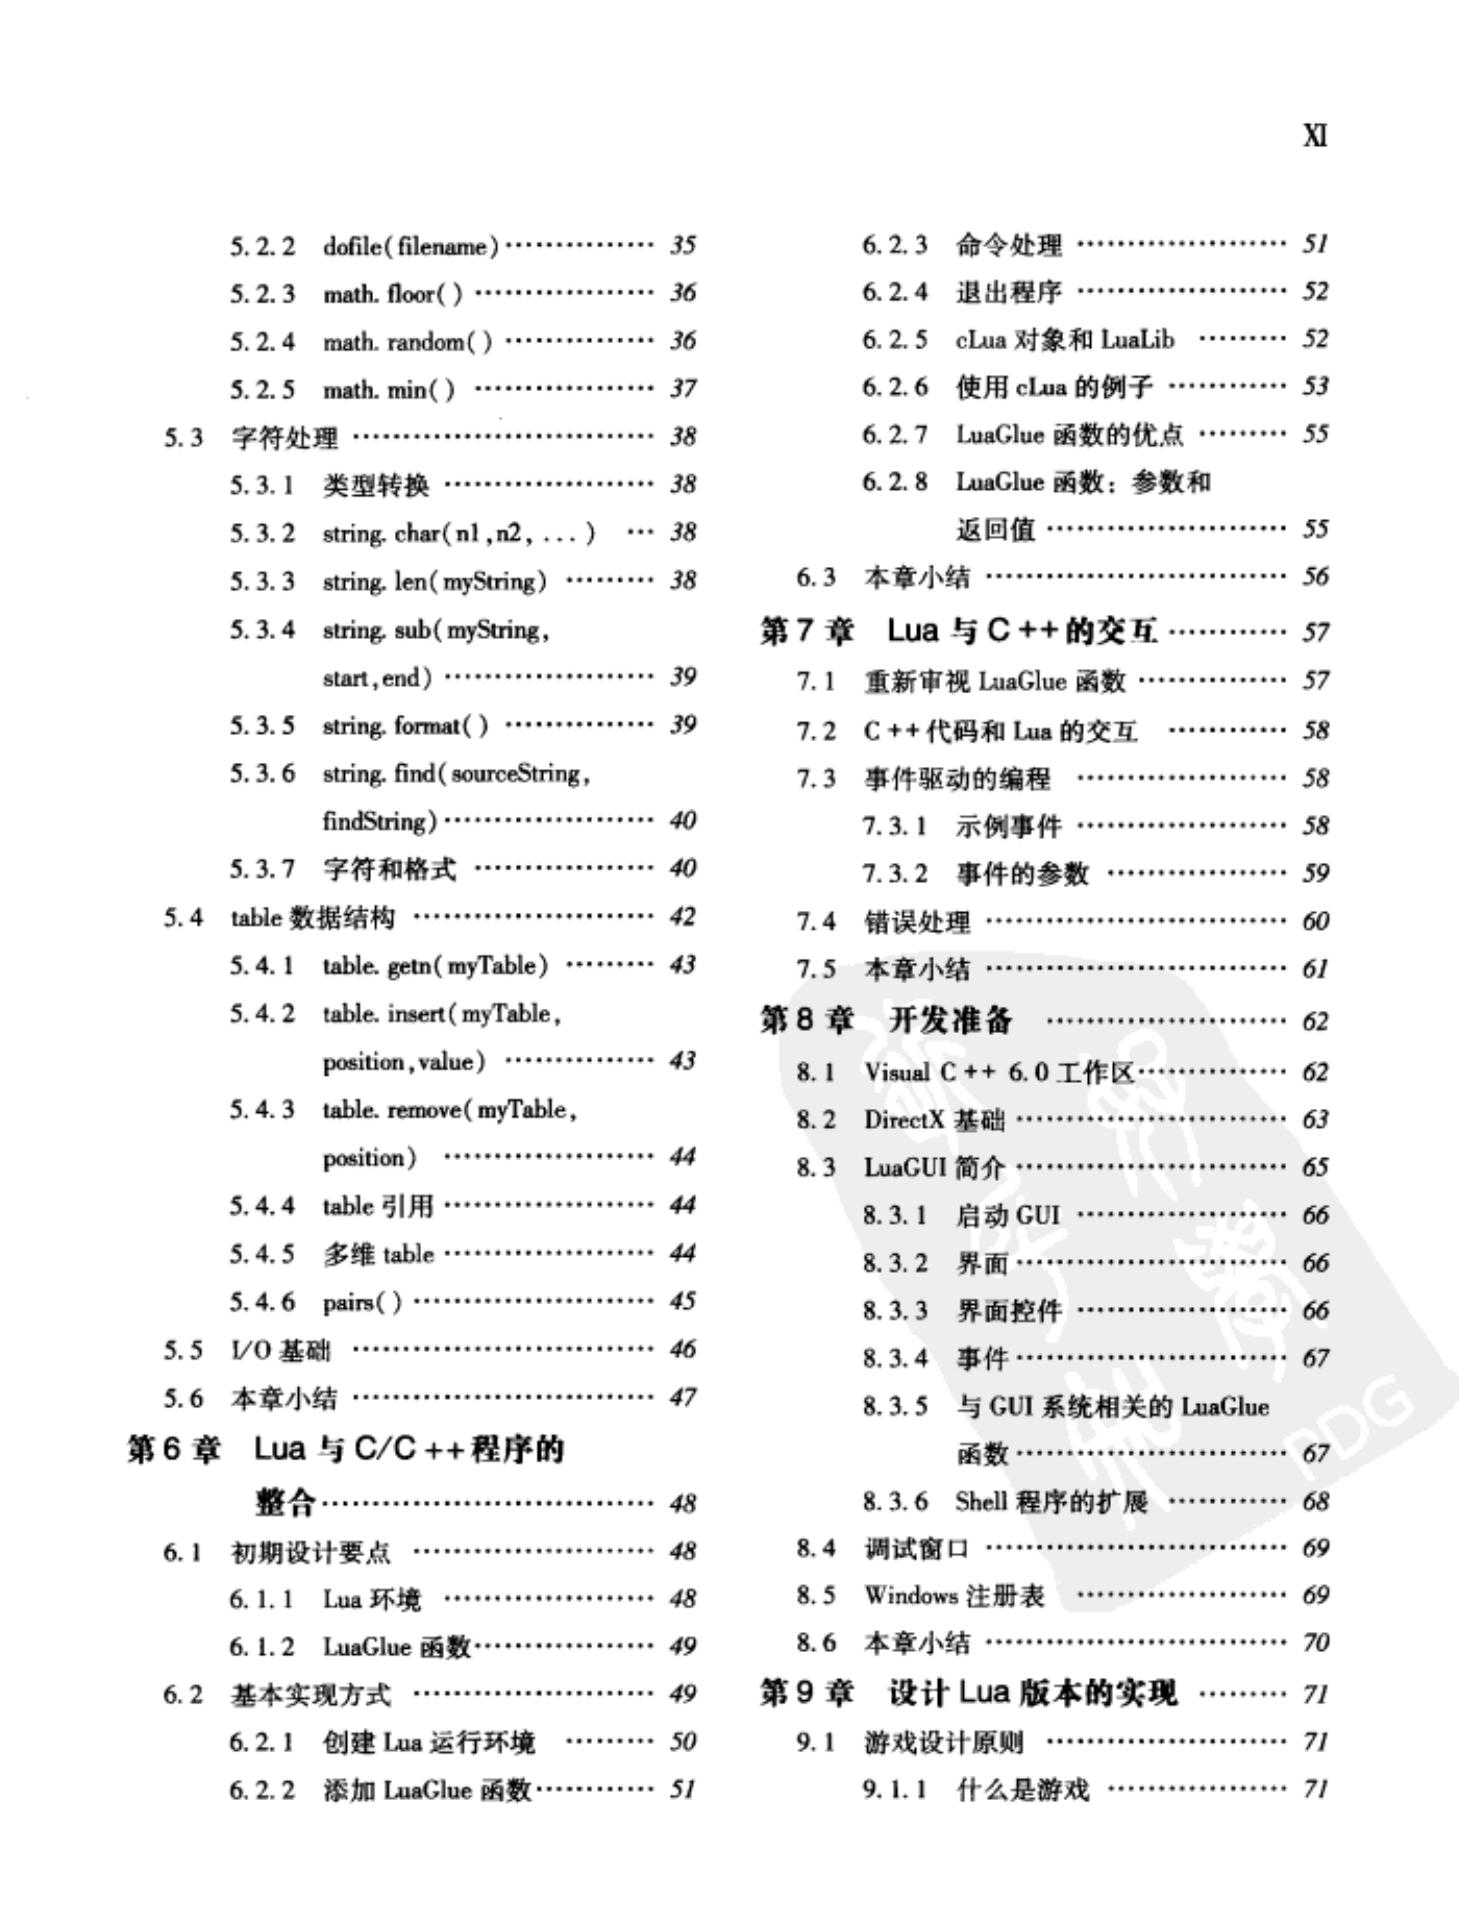 XI
5.2.2 dofile(filename)…………… 35
5.2.3 math. floor( ) ……………… 36
5.2.4 math. random( ) …………… 36
5.2.5 math. min( ) ……………… 37
5.3 字符处理 ………………………… 38
5.3.1 类型转换 ………………… 38
5.3.2 string. char(n1,n2, ...) … 38
5.3.3 string. len(myString) ……… 38
5.3.4 string. sub(myString,
start,end) ………………… 39
5.3.5 string. format( ) …………… 39
5.3.6 string. find(sourceString,
findString)………………… 40
5.3.7 字符和格式 ……………… 40
5.4 table 数据结构 …………………… 42
5.4.1 table. getn(myTable) ……… 43
5.4.2 table. insert(myTable,
position,value) …………… 43
5.4.3 table. remove(myTable,
position) ………………… 44
5.4.4 table 引用 ………………… 44
5.4.5 多维 table ………………… 44
5.4.6 pairs( ) …………………… 45
5.5 I/O 基础 ………………………… 46
5.6 本章小结 ………………………… 47
第 6 章 Lua 与 C/C ++程序的
整合…………………………… 48
6.1 初期设计要点 …………………… 48
6.1.1 Lua 环境 ………………… 48
6.1.2 LuaGlue 函数……………… 49
6.2 基本实现方式 …………………… 49
6.2.1 创建 Lua 运行环境 ……… 50
6.2.2 添加 LuaGlue 函数………… 51
6.2.3 命令处理 ………………… 51
6.2.4 退出程序 ………………… 52
6.2.5 cLua 对象和 LuaLib ……… 52
6.2.6 使用 cLua 的例子 ………… 53
6.2.7 LuaGlue 函数的优点 ……… 55
6.2.8 LuaGlue 函数：参数和
返回值 …………………… 55
6.3 本章小结 ………………………… 56
第 7 章 Lua 与 C ++的交互 ………… 57
7.1 重新审视 LuaGlue 函数 …………… 57
7.2 C ++代码和 Lua 的交互 ………… 58
7.3 事件驱动的编程 ………………… 58
7.3.1 示例事件 ………………… 58
7.3.2 事件的参数 ……………… 59
7.4 错误处理 ………………………… 60
7.5 本章小结 ………………………… 61
第 8 章 开发准备 …………………… 62
8.1 Visual C ++ 6.0 工作区…………… 62
8.2 DirectX 基础 ……………………… 63
8.3 LuaGUI 简介 ……………………… 65
8.3.1 启动 GUI ………………… 66
8.3.2 界面 ……………………… 66
8.3.3 界面控件 ………………… 66
8.3.4 事件 ……………………… 67
8.3.5 与 GUI 系统相关的 LuaGlue
函数 ……………………… 67
8.3.6 Shell 程序的扩展 ………… 68
8.4 调试窗口 ………………………… 69
8.5 Windows 注册表 ………………… 69
8.6 本章小结 ………………………… 70
第 9 章 设计 Lua 版本的实现 ……… 71
9.1 游戏设计原则 …………………… 71
9.1.1 什么是游戏 ……………… 71
PDG